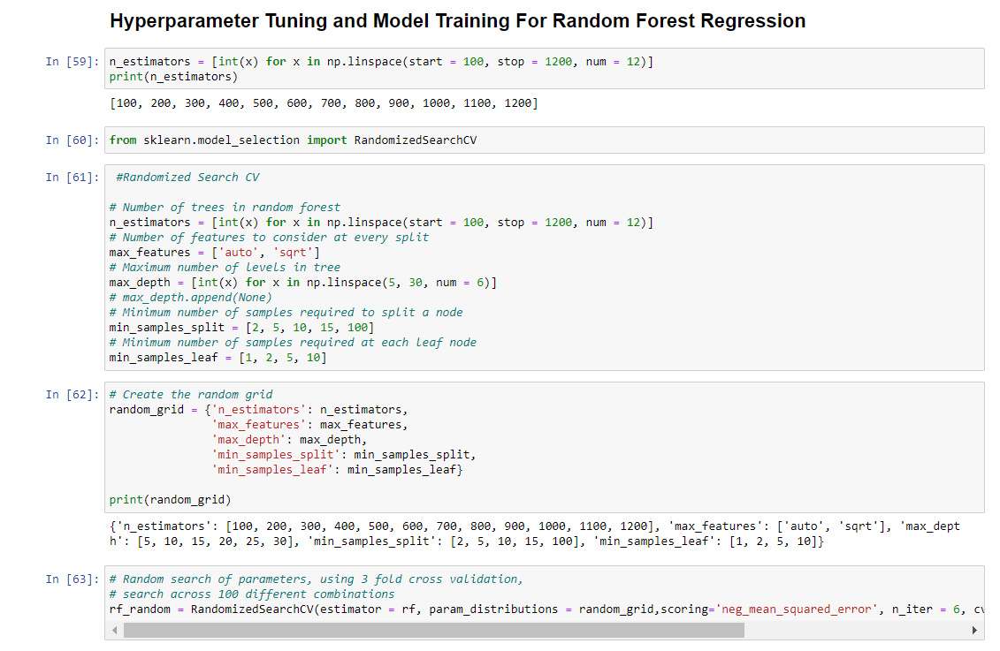 Hyperparameter Tuning and Model Training For Random Forest Regression
In [59]: n_estimators = [int(x) for x in np.linspace(start = 100, stop = 1200, num = 12)]
print(n_estimators)
[100, 200, 300, 400, 500, 600, 700, 800, 900, 1000, 1100, 1200]
In [60]: from sklearn.model_selection import RandomizedSearchCV
In [61]: #Randomized Search CV
# Number of trees in random forest
n_estimators = [int(x) for x in np.linspace(start = 100, stop = 1200, num = 12)]
# Number of features to consider at every split
max_features = ['auto', 'sqrt']
# Maximum number of levels in tree
max_depth = [int(x) for x in np.linspace(5, 30, num = 6)]
# max_depth.append(None)
# Minimum number of samples required to split a node
min_samples_split = [2, 5, 10, 15, 100]
# Minimum number of samples required at each leaf node
min_samples_leaf = [1, 2, 5, 10]
In [62]: # Create the random grid
random_grid = {'n_estimators': n_estimators,
'max_features': max_features,
'max_depth': max_depth,
'min_samples_split': min_samples_split,
'min_samples_leaf': min_samples_leaf}
print(random_grid)
{'n_estimators': [100, 200, 300, 400, 500, 600, 700, 800, 900, 1000, 1100, 1200], 'max_features': ['auto', 'sqrt'], 'max_dept
h': [5, 10, 15, 20, 25, 30], 'min_samples_split': [2, 5, 10, 15, 100], 'min_samples_leaf': [1, 2, 5, 10]}
In [63]: # Random search of parameters, using 3 fold cross validation,
# search across 100 different combinations
rf_random = RandomizedSearchCV(estimator = rf, param_distributions = random_grid,scoring='neg_mean_squared_error', n_iter = 6,